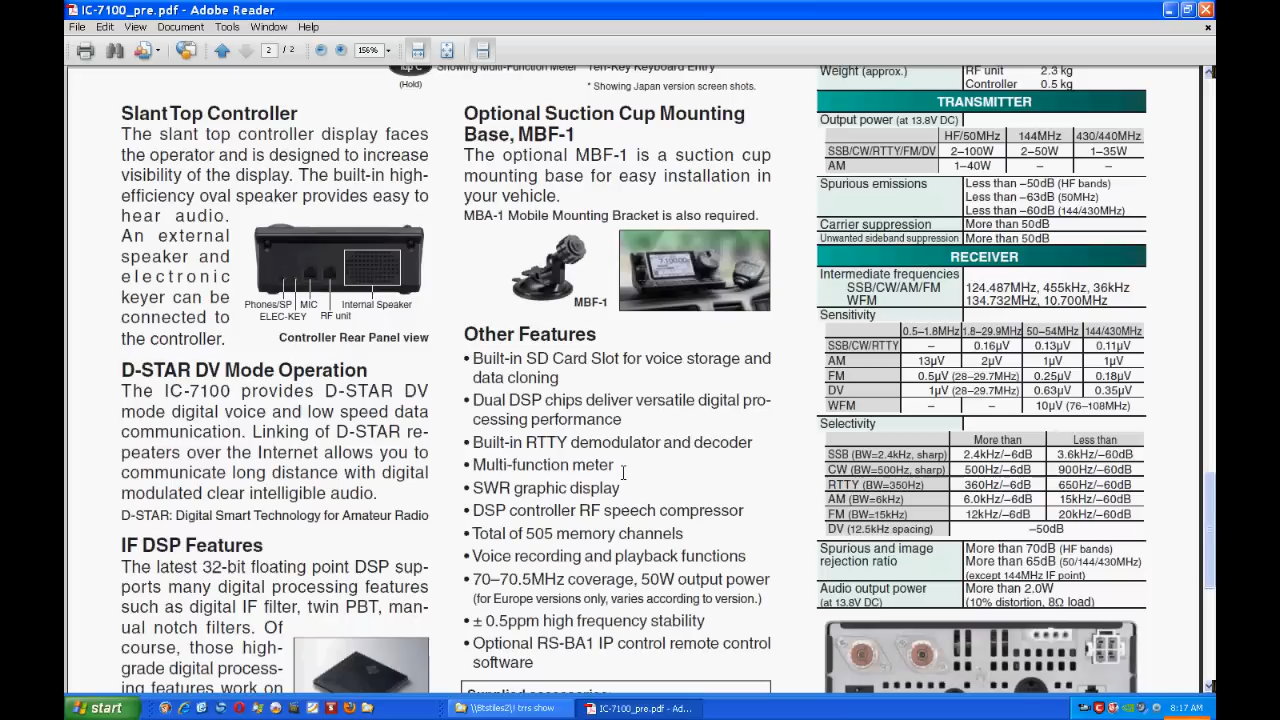 IC-7100_pre.pdf - Adobe Reader
File Edit View Document Tools Window Help
2 / 2 156%
Showing Multi-Function Meter Ten-Key Keyboard Entry
(Hold)
* Showing Japan version screen shots.
Slant Top Controller
The slant top controller display faces
the operator and is designed to increase
visibility of the display. The built-in high-
efficiency oval speaker provides easy to
hear audio.
An external
speaker and
electronic
keyer can be
connected to
the controller.
Phones/SP MIC Internal Speaker
ELEC-KEY RF unit
Controller Rear Panel view
D-STAR DV Mode Operation
The IC-7100 provides D-STAR DV
mode digital voice and low speed data
communication. Linking of D-STAR re-
peaters over the Internet allows you to
communicate long distance with digital
modulated clear intelligible audio.
D-STAR: Digital Smart Technology for Amateur Radio
IF DSP Features
The latest 32-bit floating point DSP sup-
ports many digital processing features
such as digital IF filter, twin PBT, man-
ual notch filters. Of
course, those high-
grade digital process-
ing features work on
Optional Suction Cup Mounting
Base, MBF-1
The optional MBF-1 is a suction cup
mounting base for easy installation in
your vehicle.
MBA-1 Mobile Mounting Bracket is also required.
MBF-1
Other Features
• Built-in SD Card Slot for voice storage and
data cloning
• Dual DSP chips deliver versatile digital pro-
cessing performance
• Built-in RTTY demodulator and decoder
• Multi-function meter
• SWR graphic display
• DSP controller RF speech compressor
• Total of 505 memory channels
• Voice recording and playback functions
• 70–70.5MHz coverage, 50W output power
(for Europe versions only, varies according to version.)
• ± 0.5ppm high frequency stability
• Optional RS-BA1 IP control remote control
software
Supplied accessories:
Weight (approx.) RF unit 2.3 kg
Controller 0.5 kg
TRANSMITTER
Output power (at 13.8V DC)
HF/50MHz 144MHz 430/440MHz
SSB/CW/RTTY/FM/DV 2–100W 2–50W 1–35W
AM 1–40W – –
Spurious emissions Less than –50dB (HF bands)
Less than –63dB (50MHz)
Less than –60dB (144/430MHz)
Carrier suppression More than 50dB
Unwanted sideband suppression More than 50dB
RECEIVER
Intermediate frequencies
SSB/CW/AM/FM 124.487MHz, 455kHz, 36kHz
WFM 134.732MHz, 10.700MHz
Sensitivity
0.5–1.8MHz 1.8–29.9MHz 50–54MHz 144/430MHz
SSB/CW/RTTY – 0.16µV 0.13µV 0.11µV
AM 13µV 2µV 1µV 1µV
FM 0.5µV (28–29.7MHz) 0.25µV 0.18µV
DV 1µV (28–29.7MHz) 0.63µV 0.35µV
WFM – – 10µV (76–108MHz)
Selectivity
More than Less than
SSB (BW=2.4kHz, sharp) 2.4kHz/–6dB 3.6kHz/–60dB
CW (BW=500Hz, sharp) 500Hz/–6dB 900Hz/–60dB
RTTY (BW=350Hz) 360Hz/–6dB 650Hz/–60dB
AM (BW=6kHz) 6.0kHz/–6dB 15kHz/–60dB
FM (BW=15kHz) 12kHz/–6dB 20kHz/–60dB
DV (12.5kHz spacing) –50dB
Spurious and image More than 70dB (HF bands)
rejection ratio More than 65dB (50/144/430MHz)
(except 144MHz IF point)
Audio output power More than 2.0W
(at 13.8V DC) (10% distortion, 8Ω load)
start \\Btstiles2\I trrs show IC-7100_pre.pdf - Ad... 8:17 AM